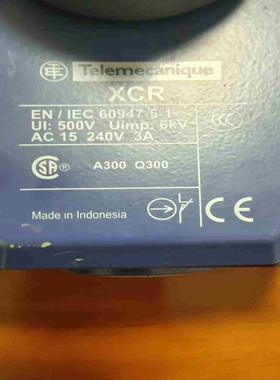 Telemecanique
XCR
EN / IEC 60947-5-1
UI: 500V Uimp: 6kV
AC 15 240V 3A
A300 Q300
Made in Indonesia